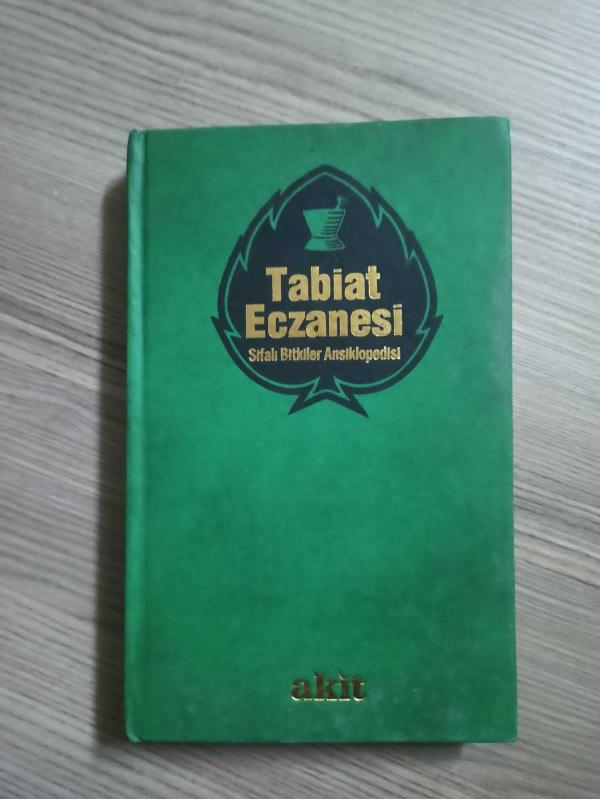 Tabiat
Eczanesi
Şifalı Bitkiler Ansiklopedisi
akit